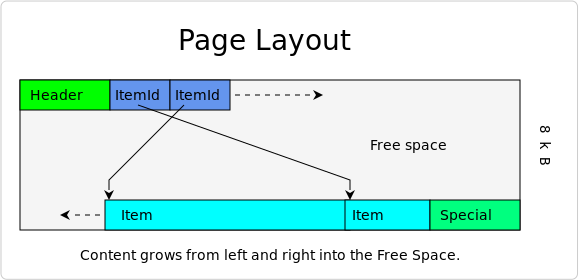 Page Layout
Header ItemId ItemId
Free space
8 kB
Item Item Special
Content grows from left and right into the Free Space.